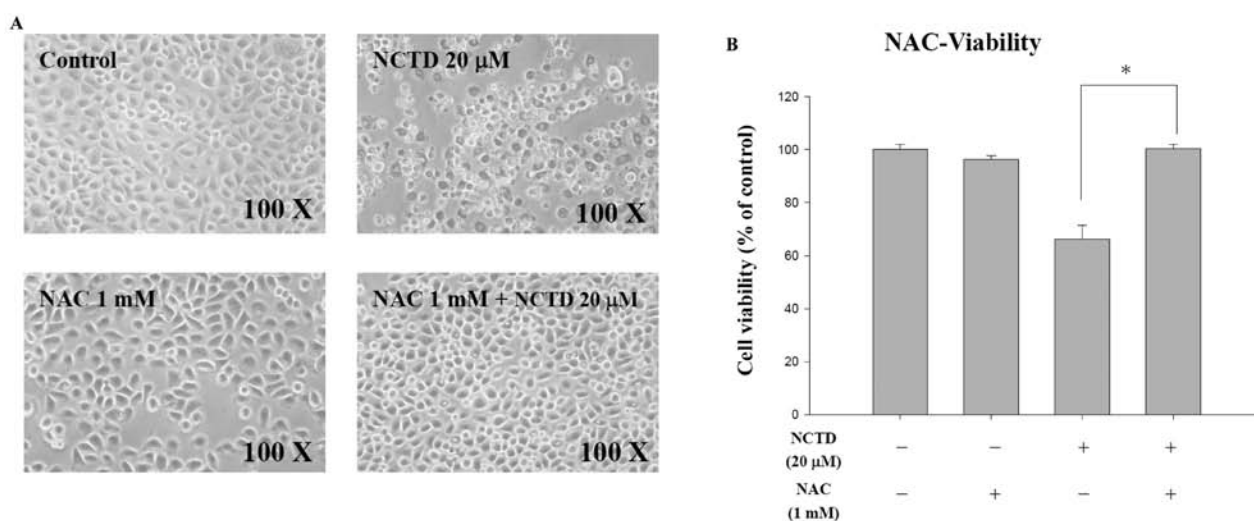 A
Control
100 X
NCTD 20 μM
100 X
NAC 1 mM
100 X
NAC 1 mM + NCTD 20 μM
100 X
B
NAC-Viability
Cell viability (% of control)
120
100
80
60
40
20
0
*
NCTD
(20 μM)
− − + +
NAC
(1 mM)
− + − +